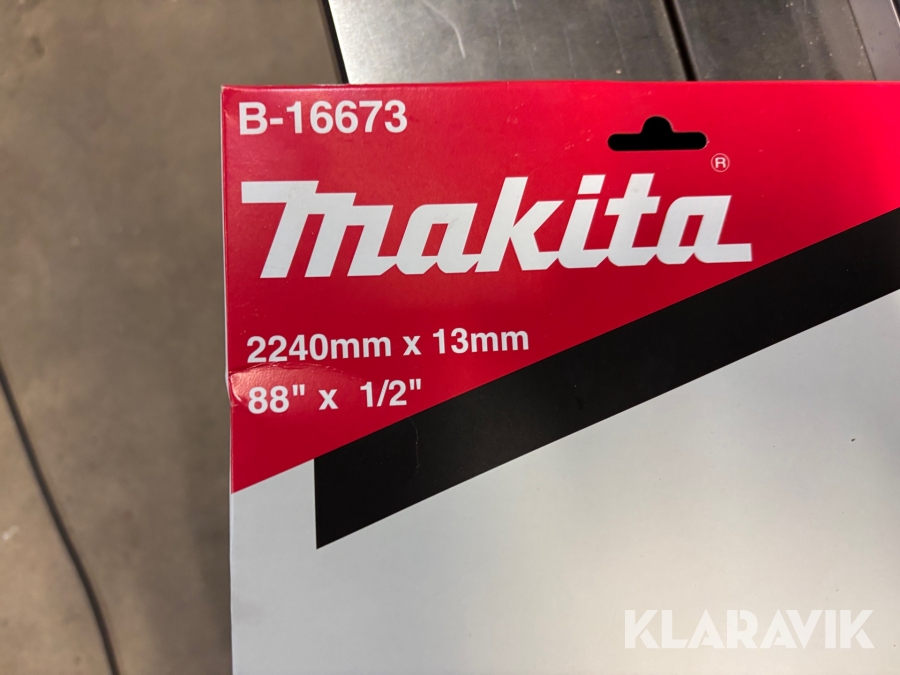 B-16673
makita®
2240mm x 13mm
88" x 1/2"
KLARAVIK